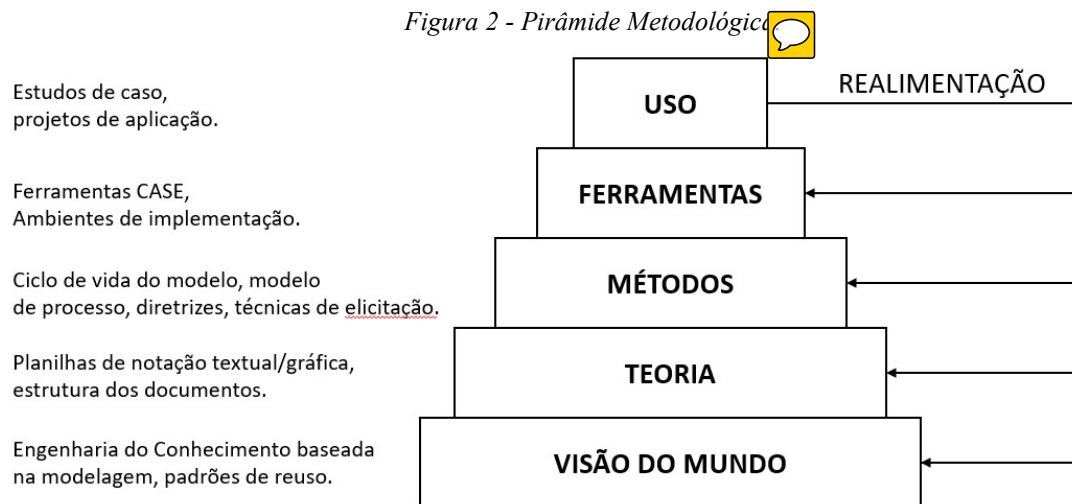 Figura 2 - Pirâmide Metodológica
Estudos de caso,
projetos de aplicação.
USO
REALIMENTAÇÃO
Ferramentas CASE,
Ambientes de implementação.
FERRAMENTAS
Ciclo de vida do modelo, modelo
de processo, diretrizes, técnicas de elicitação.
MÉTODOS
Planilhas de notação textual/gráfica,
estrutura dos documentos.
TEORIA
Engenharia do Conhecimento baseada
na modelagem, padrões de reuso.
VISÃO DO MUNDO